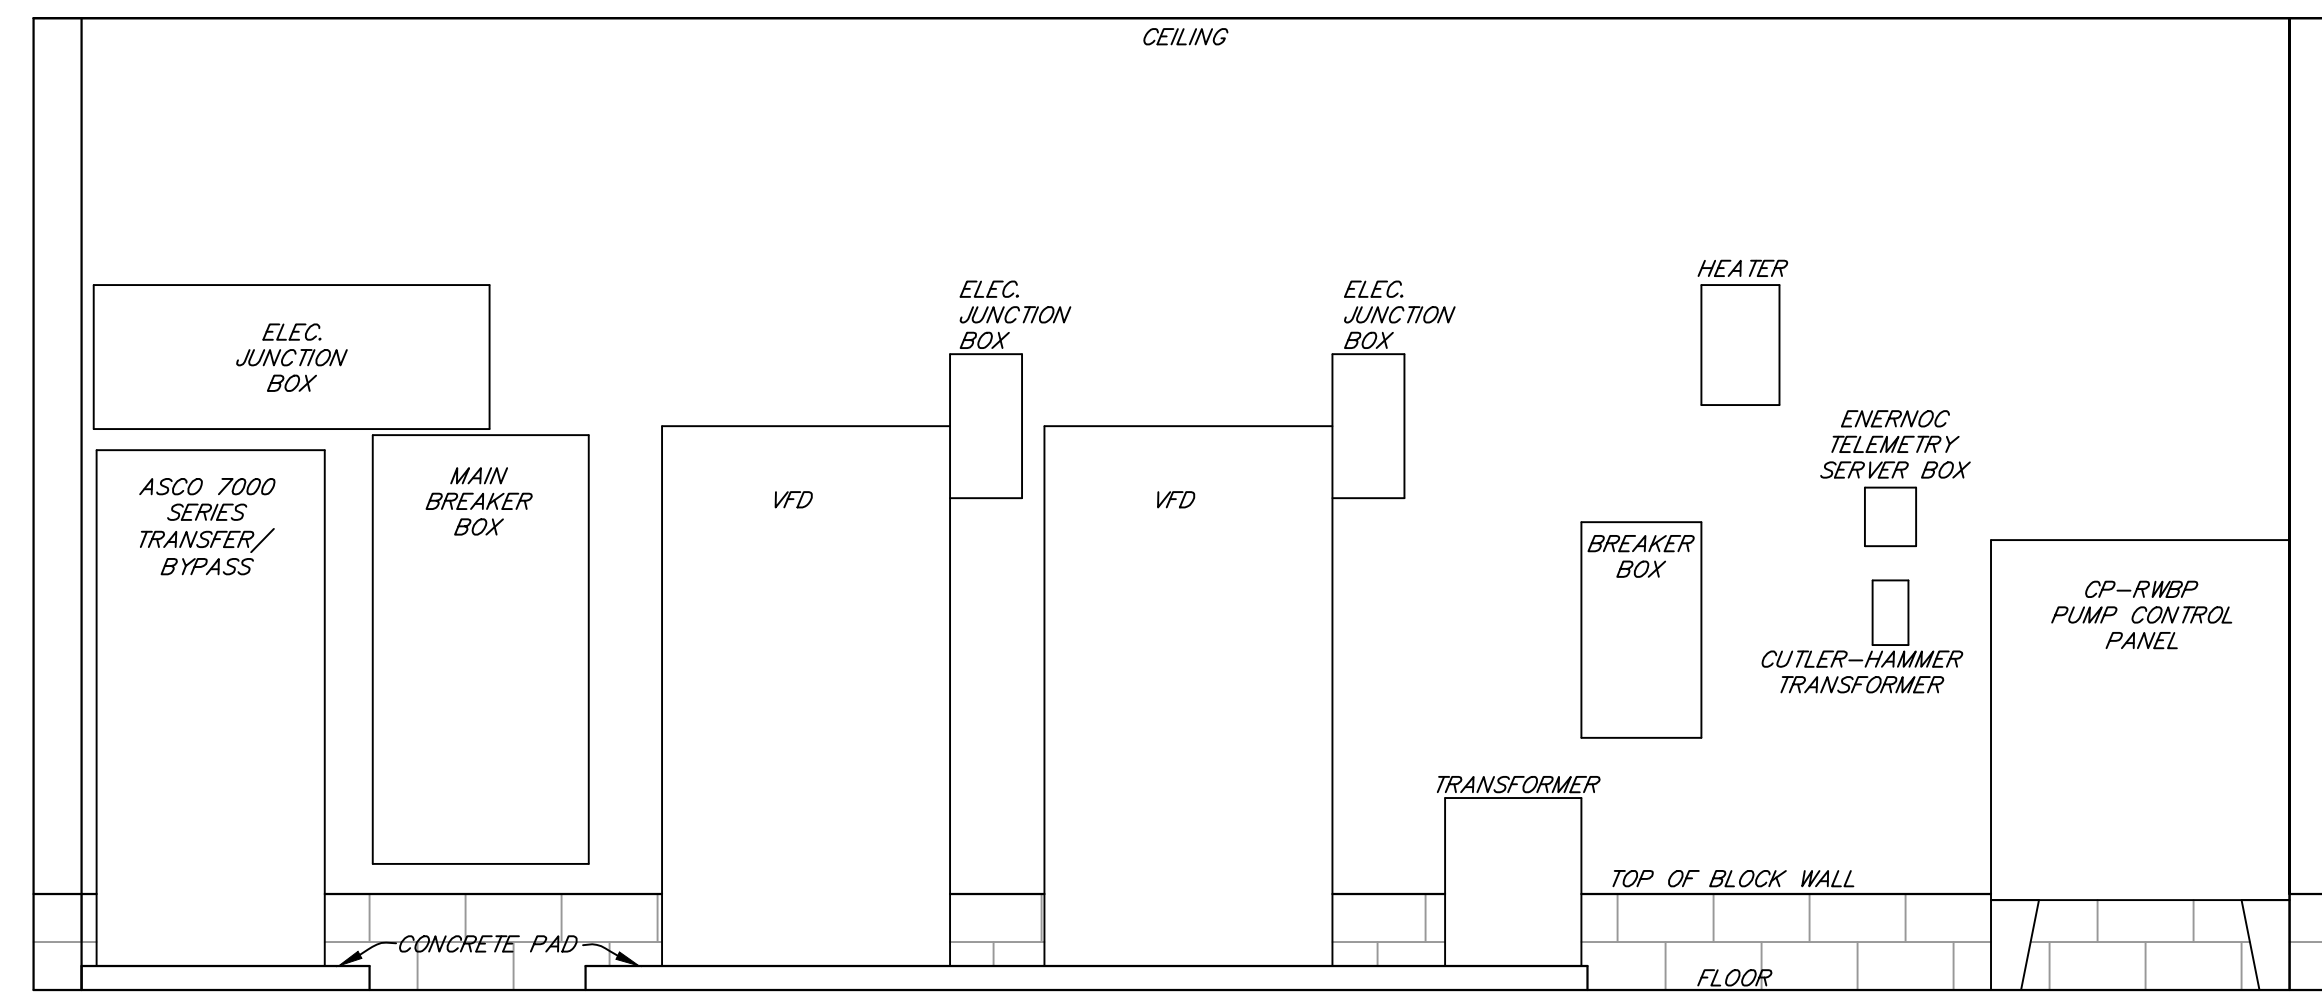 CEILING
ELEC.
JUNCTION
BOX
ASCO 7000
SERIES
TRANSFER/
BYPASS
MAIN
BREAKER
BOX
VFD
ELEC.
JUNCTION
BOX
VFD
ELEC.
JUNCTION
BOX
HEATER
ENERNOC
TELEMETRY
SERVER BOX
BREAKER
BOX
CUTLER-HAMMER
TRANSFORMER
CP-RWBP
PUMP CONTROL
PANEL
TRANSFORMER
TOP OF BLOCK WALL
CONCRETE PAD
FLOOR